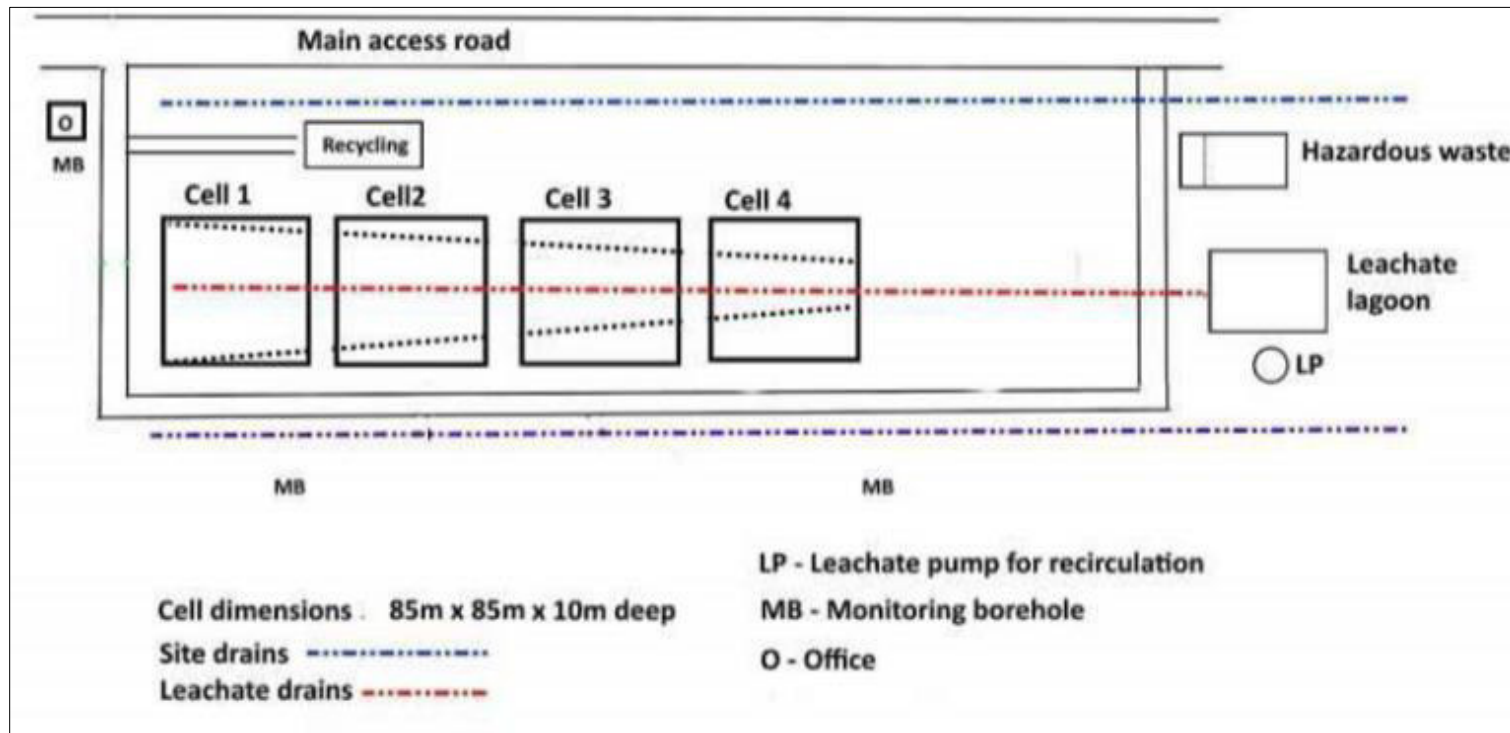 Main access road
O
MB
Recycling
Hazardous waste
Cell 1
Cell2
Cell 3
Cell 4
Leachate
lagoon
LP
MB
MB
LP - Leachate pump for recirculation
Cell dimensions . 85m x 85m x 10m deep
MB - Monitoring borehole
Site drains
O - Office
Leachate drains